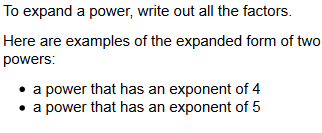 To expand a power, write out all the factors.
Here are examples of the expanded form of two
powers:
• a power that has an exponent of 4
• a power that has an exponent of 5